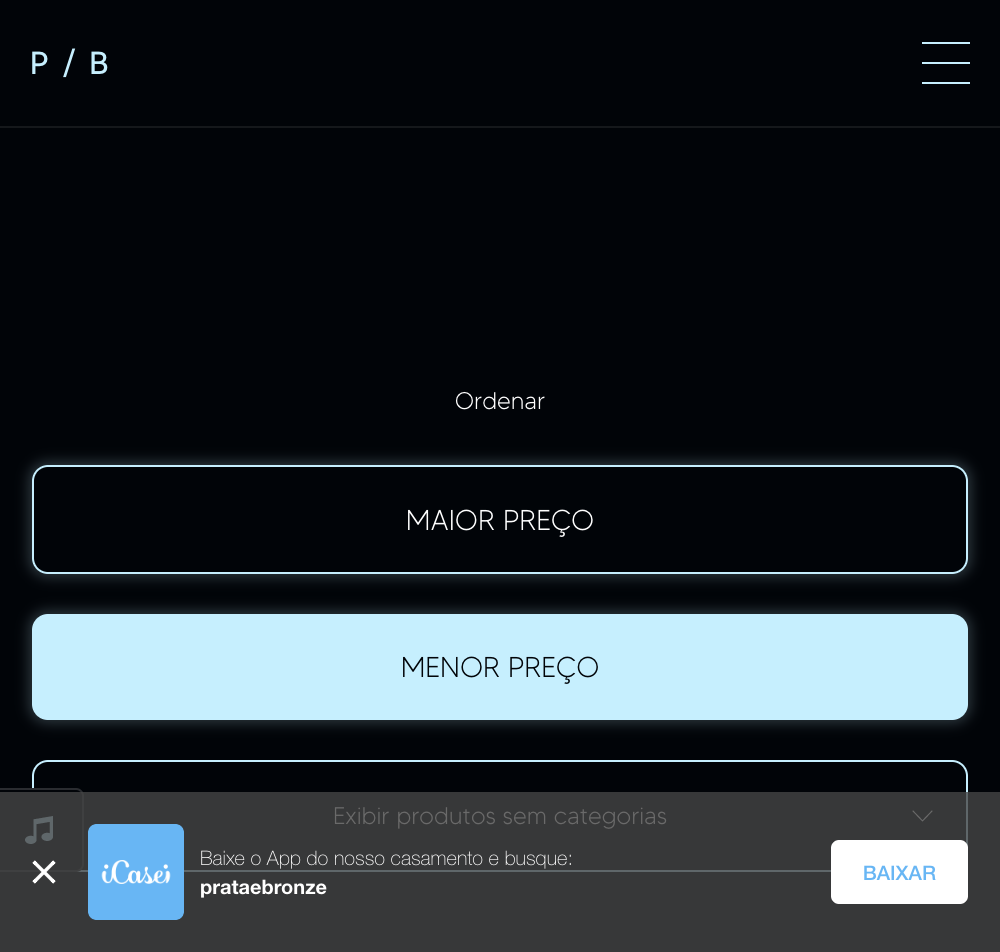 P / B
Ordenar
MAIOR PREÇO
MENOR PREÇO
Exibir produtos sem categorias
iCasei
Baixe o App do nosso casamento e busque:
prataebronze
BAIXAR